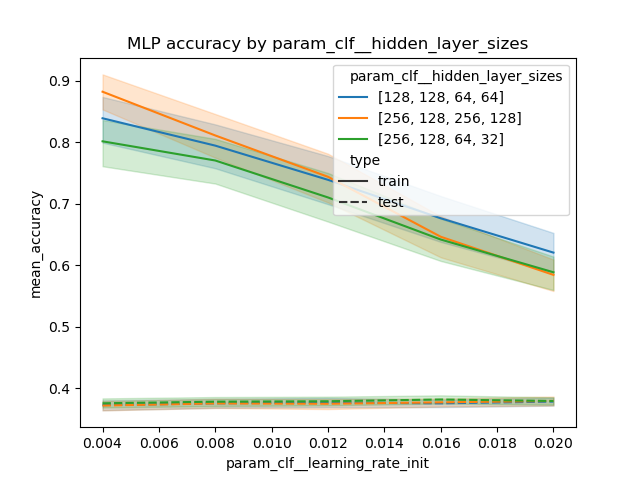 MLP accuracy by param_clf__hidden_layer_sizes
mean_accuracy
0.9
0.8
0.7
0.6
0.5
0.4
param_clf__hidden_layer_sizes
[128, 128, 64, 64]
[256, 128, 256, 128]
[256, 128, 64, 32]
type
train
test
0.004 0.006 0.008 0.010 0.012 0.014 0.016 0.018 0.020
param_clf__learning_rate_init